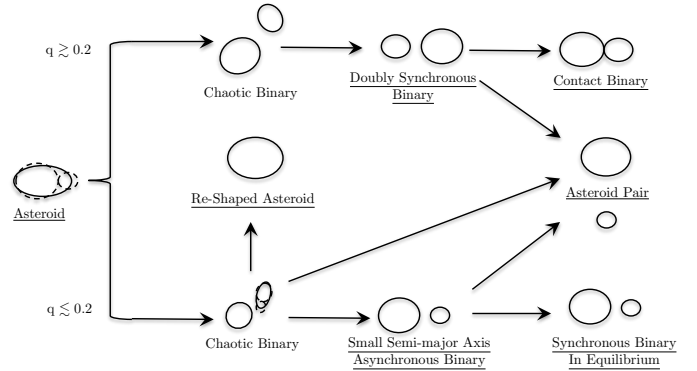 q ≳ 0.2
Chaotic Binary
Doubly Synchronous
Binary
Contact Binary
Asteroid
Re-Shaped Asteroid
Asteroid Pair
q ≲ 0.2
Chaotic Binary
Small Semi-major Axis
Asynchronous Binary
Synchronous Binary
In Equilibrium